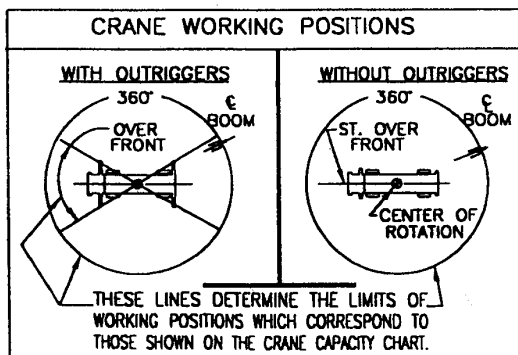 CRANE WORKING POSITIONS
WITH OUTRIGGERS
360°
℄
BOOM
OVER
FRONT
WITHOUT OUTRIGGERS
360°
℄
BOOM
ST. OVER
FRONT
CENTER OF
ROTATION
THESE LINES DETERMINE THE LIMITS OF
WORKING POSITIONS WHICH CORRESPOND TO
THOSE SHOWN ON THE CRANE CAPACITY CHART.